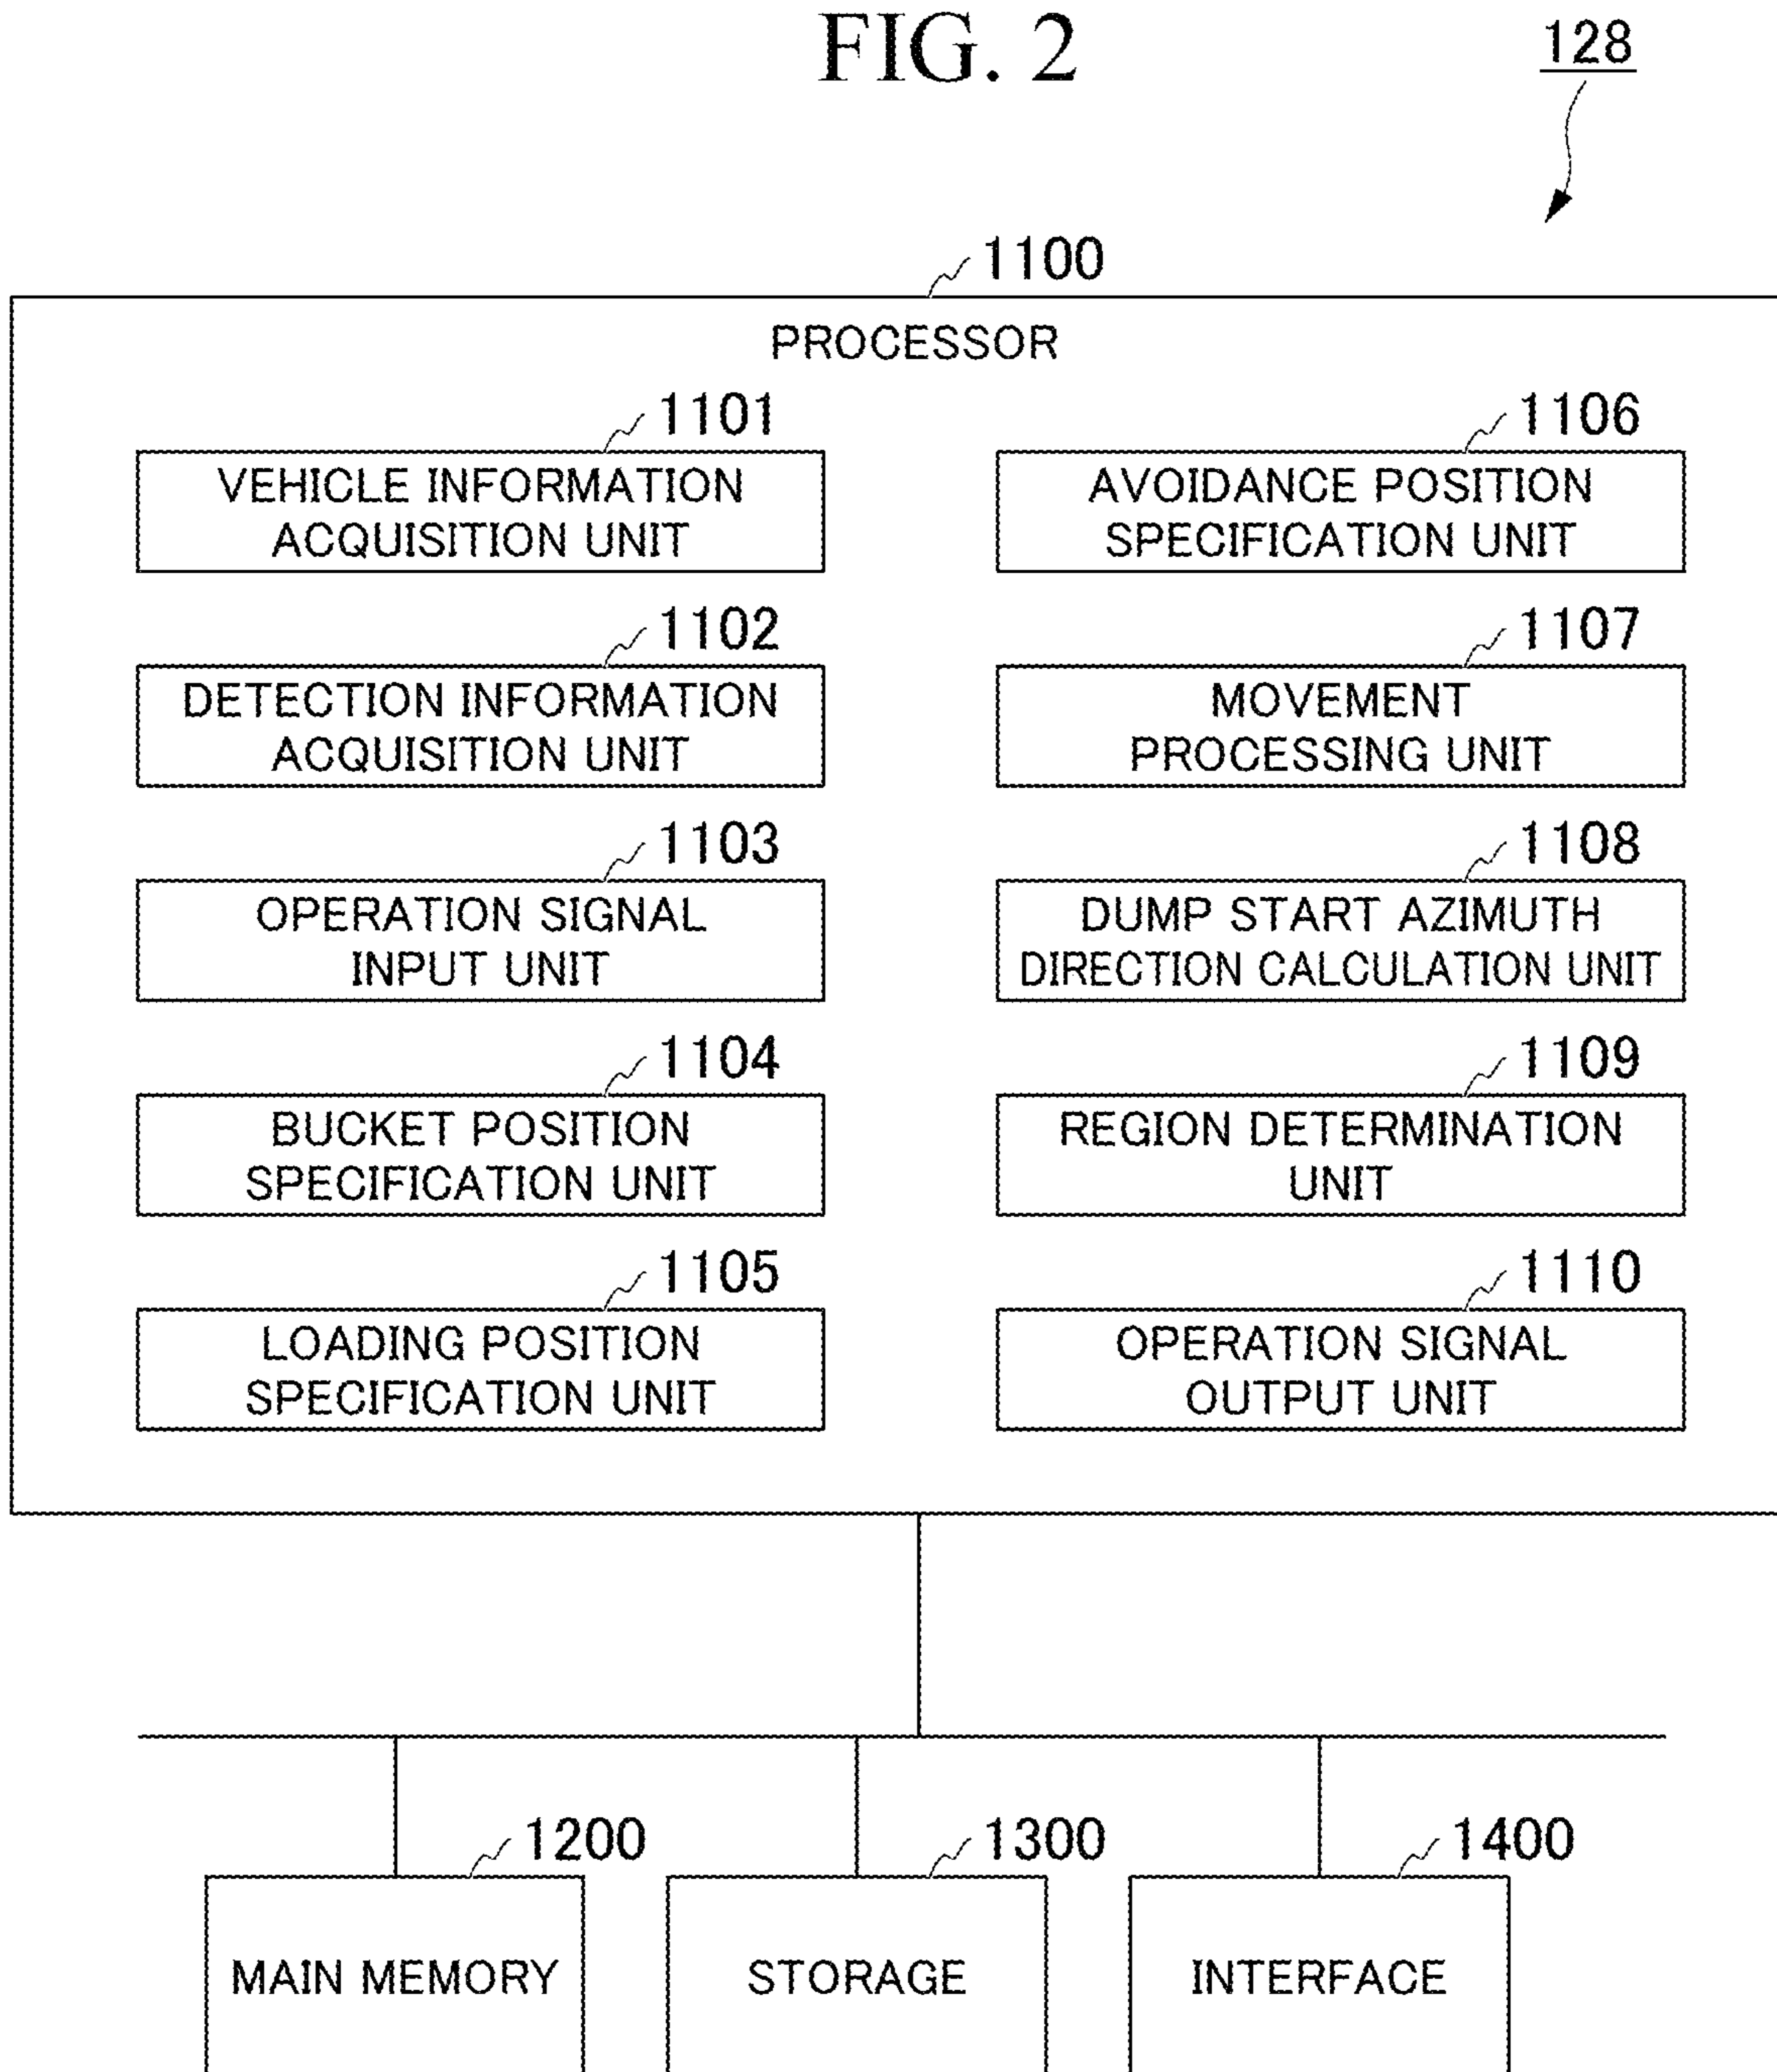 FIG. 2
128
1100
PROCESSOR
1101
VEHICLE INFORMATION
ACQUISITION UNIT
1102
DETECTION INFORMATION
ACQUISITION UNIT
1103
OPERATION SIGNAL
INPUT UNIT
1104
BUCKET POSITION
SPECIFICATION UNIT
1105
LOADING POSITION
SPECIFICATION UNIT
1106
AVOIDANCE POSITION
SPECIFICATION UNIT
1107
MOVEMENT
PROCESSING UNIT
1108
DUMP START AZIMUTH
DIRECTION CALCULATION UNIT
1109
REGION DETERMINATION
UNIT
1110
OPERATION SIGNAL
OUTPUT UNIT
1200
MAIN MEMORY
1300
STORAGE
1400
INTERFACE